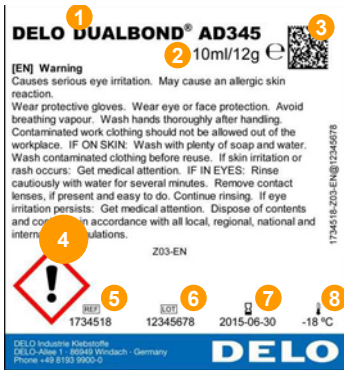 1
DELO DUALBOND® AD345
3
2 10ml/12g ℮
[EN] Warning
Causes serious eye irritation. May cause an allergic skin
reaction.
Wear protective gloves. Wear eye or face protection. Avoid
breathing vapour. Wash hands thoroughly after handling.
Contaminated work clothing should not be allowed out of the
workplace. IF ON SKIN: Wash with plenty of soap and water.
Wash contaminated clothing before reuse. If skin irritation or
rash occurs: Get medical attention. IF IN EYES: Rinse
cautiously with water for several minutes. Remove contact
lenses, if present and easy to do. Continue rinsing. If eye
irritation persists: Get medical attention. Dispose of contents
and in accordance with all local, regional, national and
Z03-EN
1734518-Z03-EN@12345678
4
5 6 7 8
REF LOT
1734518 12345678 2015-06-30 -18 ºC
DELO Industrie Klebstoffe
DELO-Allee 1 · 86949 Windach · Germany
Phone +49 8193 9900-0
DELO